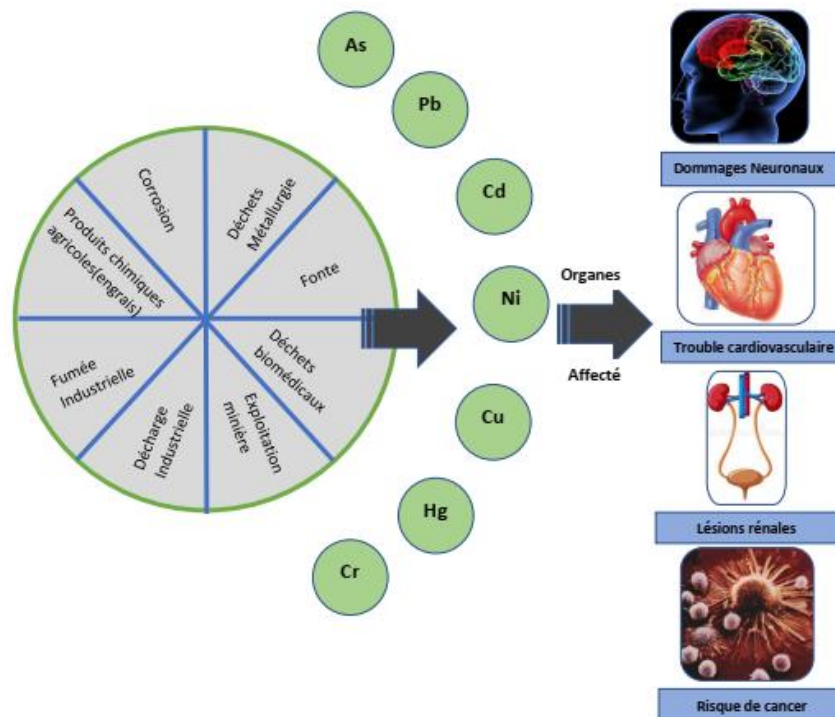 Corrosion
Déchets
Métallurgie
Fonte
Déchets
biomédicaux
Exploitation
minière
Décharge
Industrielle
Fumée
Industrielle
Produits chimiques
agricoles(engrais)
As
Pb
Cd
Ni
Cu
Hg
Cr
Organes
Affecté
Dommages Neuronaux
Trouble cardiovasculaire
Lésions rénales
Risque de cancer